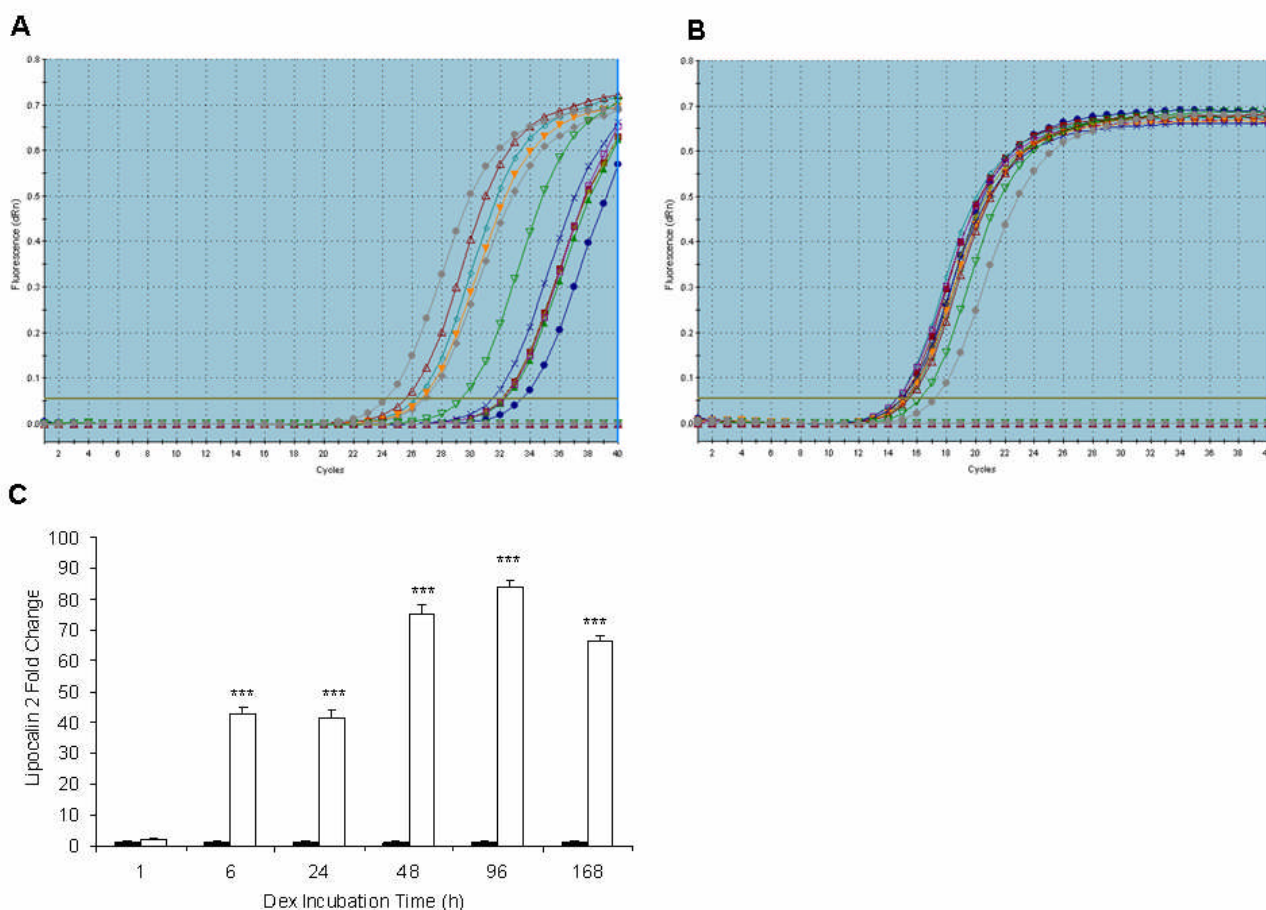 A
B
0.8
0.7
0.6
0.5
0.4
0.3
0.2
0.1
0.0
Fluorescence (dRn)
2 4 6 8 10 12 14 16 18 20 22 24 26 28 30 32 34 36 38 40
Cycles
0.8
0.7
0.6
0.5
0.4
0.3
0.2
0.1
0.0
Fluorescence (dRn)
2 4 6 8 10 12 14 16 18 20 22 24 26 28 30 32 34 36 38
Cycles
C
100
90
80
70
60
50
40
30
20
10
0
Lipocalin 2 Fold Change
*** *** *** *** ***
1 6 24 48 96 168
Dex Incubation Time (h)